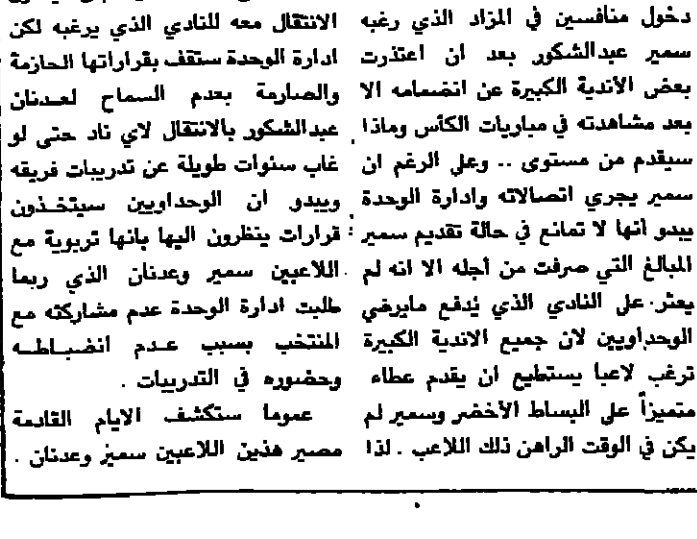 دخول منافسين في المزاد الذي رغبه
سمير عبدالشكور بعد ان اعتذرت
بعض الأندية الكبيرة عن انضمامه الا
بعد مشاهدته في مباريات الكأس وماذا
سيقدم من مستوى .. وعلى الرغم ان
سمير يجري اتصالاته وادارة الوحدة
يبدو أنها لا تمانع في حالة تقديم سمير
المبالغ التي صرفت من أجله الا انه لم
يعثر على النادي الذي يدفع مايرضي
الوحداويين لان جميع الاندية الكبيرة
ترغب لاعبا يستطيع ان يقدم عطاء
متميزاً على البساط الأخضر وسمير لم
يكن في الوقت الراهن ذلك اللاعب . لذا
الانتقال معه للنادي الذي يرغبه لكن
ادارة الوحدة ستقف بقراراتها الحازمة
والصارمة بعدم السماح لعدنان
عبدالشكور بالانتقال لاي ناد حتى لو
غاب سنوات طويلة عن تدريبات فريقه
ويبدو ان الوحداويين سيتخذون
قرارات ينظرون اليها بانها تربوية مع
اللاعبين سمير وعدنان الذي ربما
طلبت ادارة الوحدة عدم مشاركته مع
المنتخب بسبب عدم انضباطه
وحضوره في التدريبات .
عموما ستكشف الايام القادمة
مصير هذين اللاعبين سمير وعدنان .